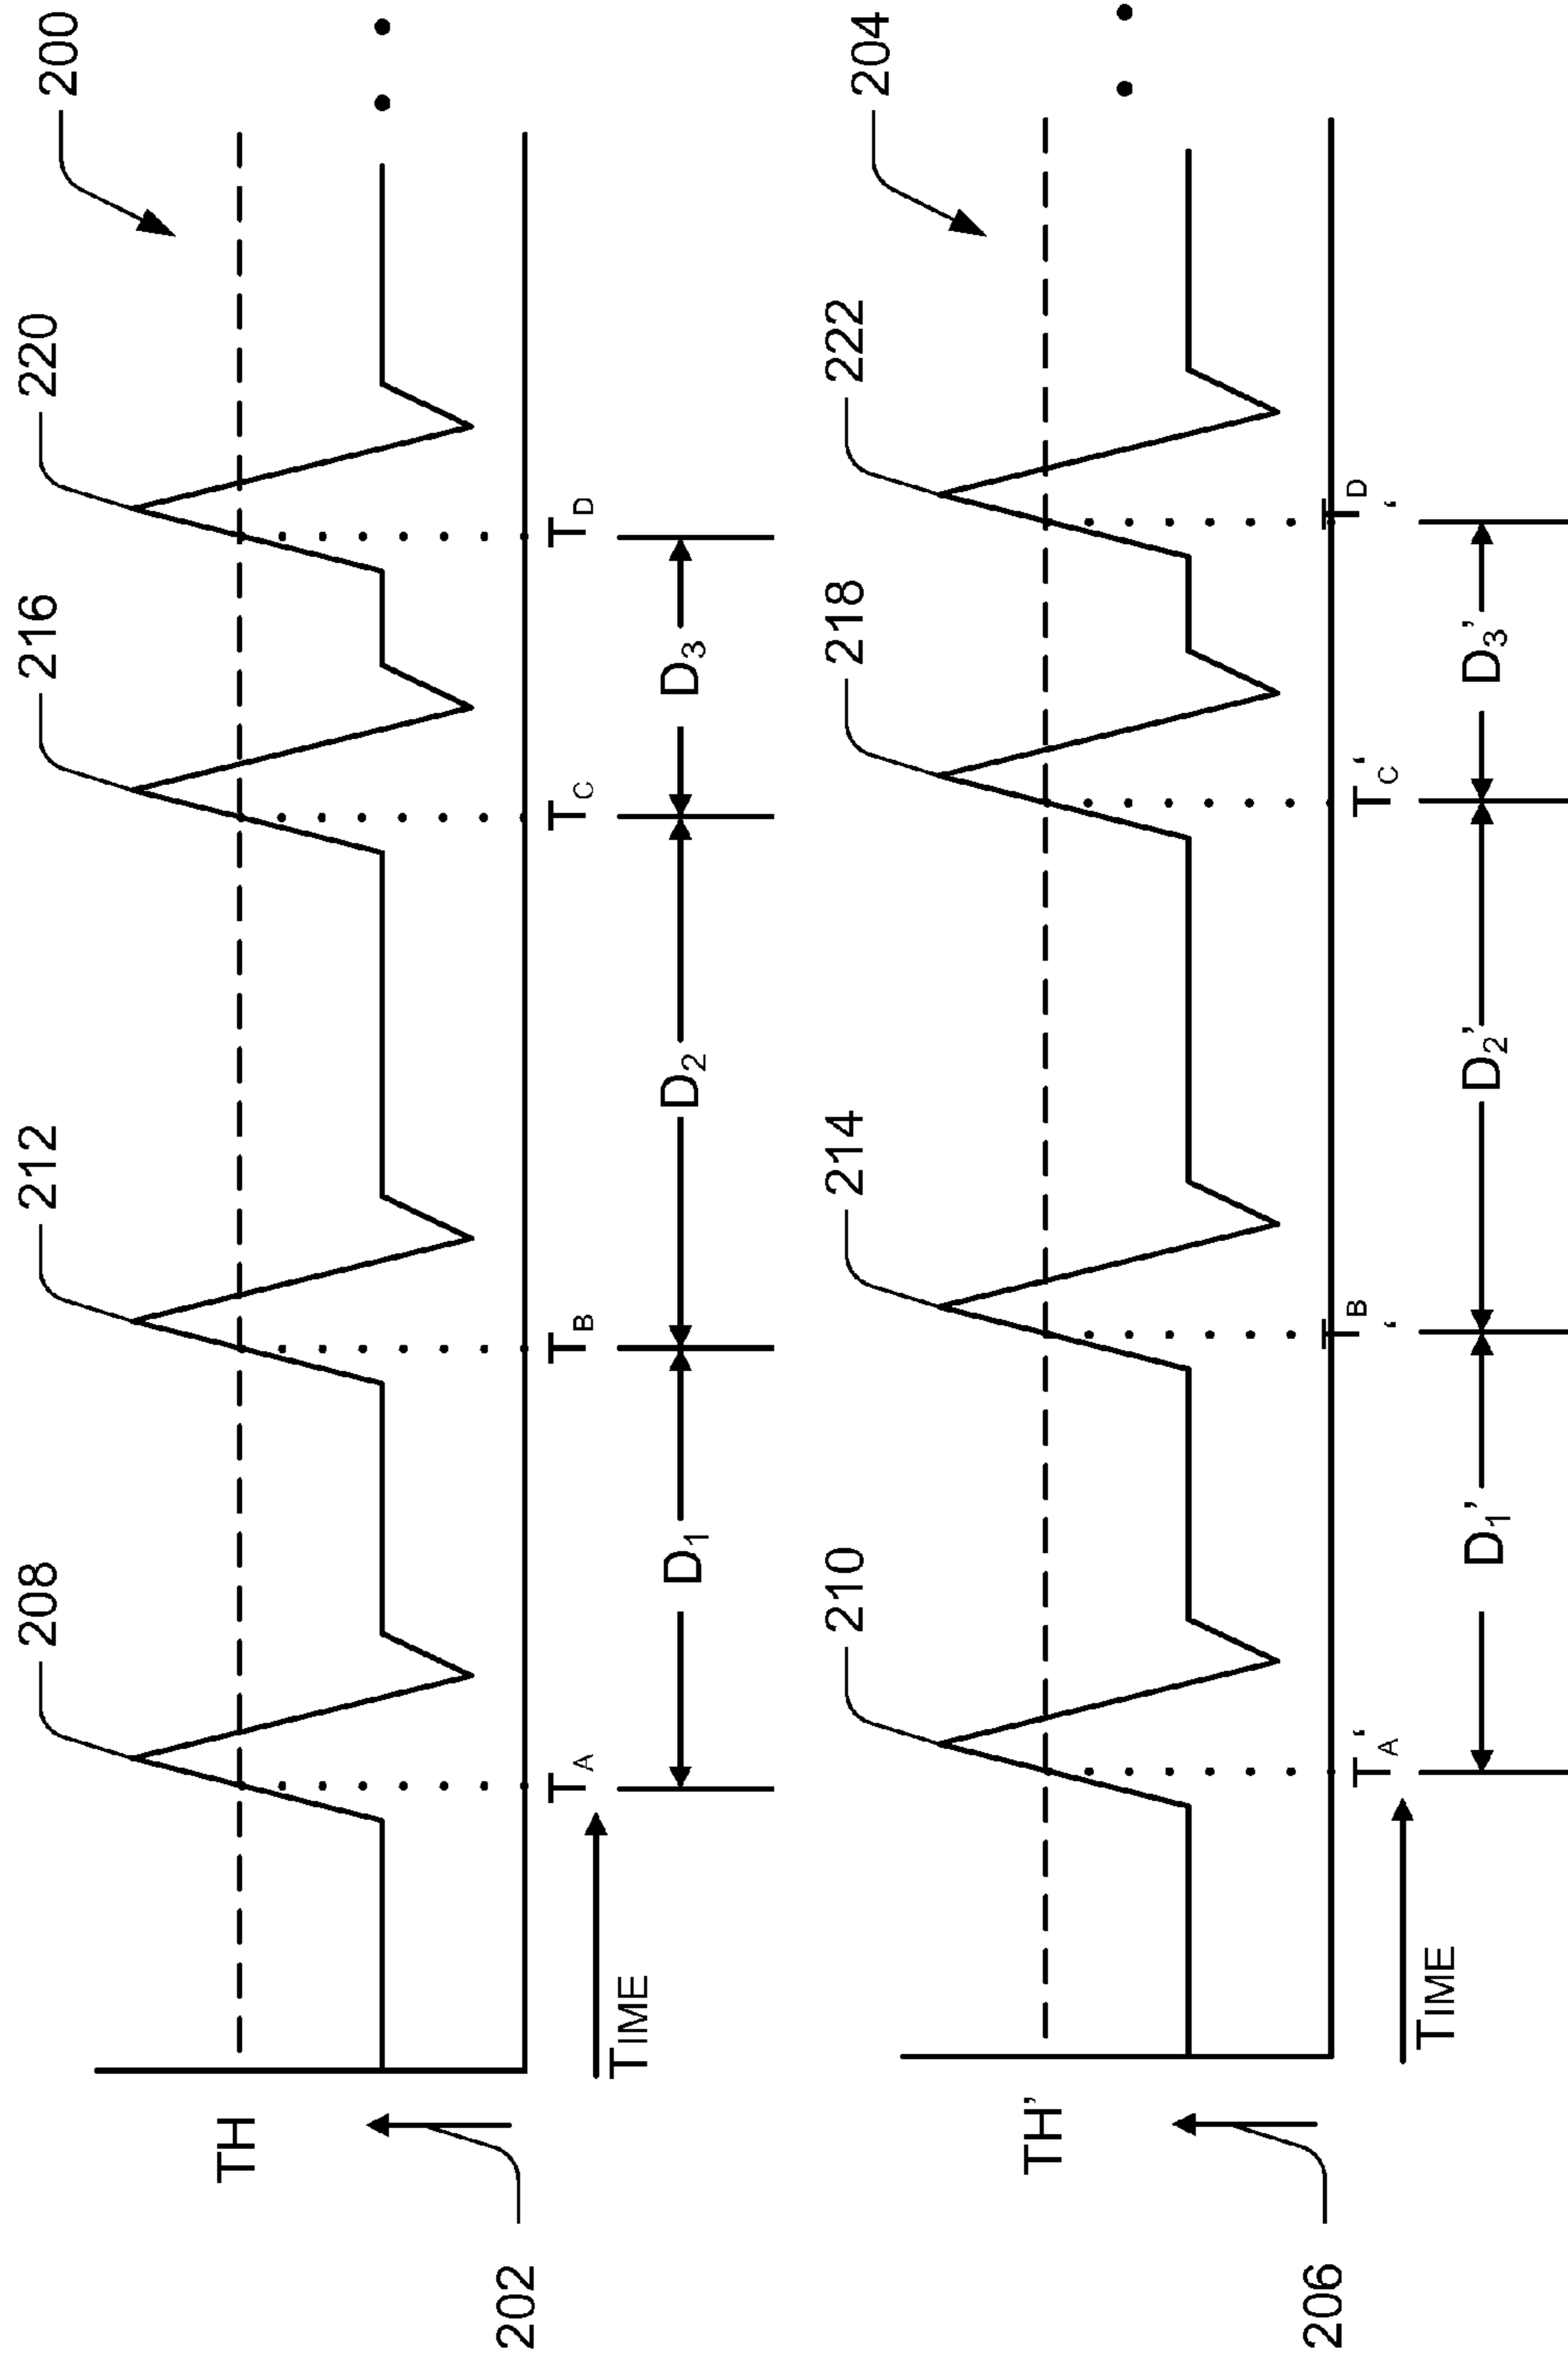 208 212 216 220 200
TH
202
TIME
TA TB TC TD
D1 D2 D3
210 214 218 222 204
TH’
206
TIME
TA‘ TB‘ TC‘ TD‘
D1’ D2’ D3’